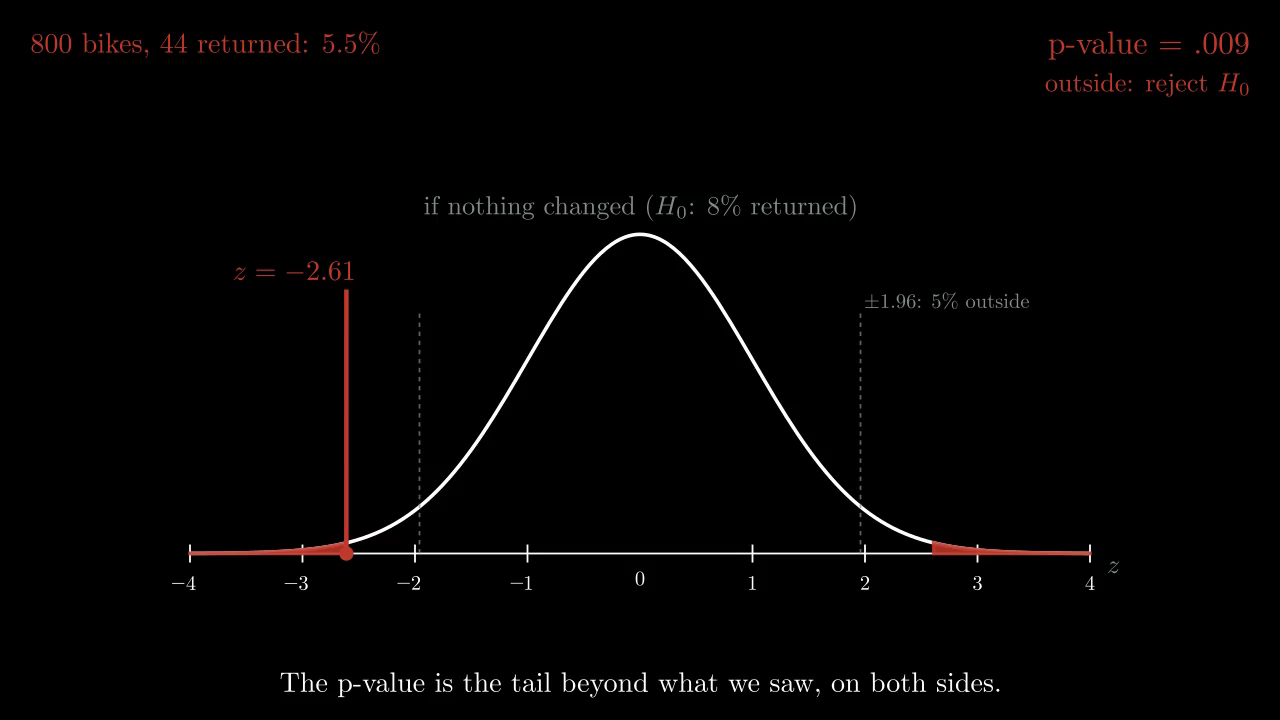 800 bikes, 44 returned: 5.5%
p-value = .009
outside: reject H₀
if nothing changed (H₀: 8% returned)
z = −2.61
±1.96: 5% outside
−4 −3 −2 −1 0 1 2 3 4 z
The p-value is the tail beyond what we saw, on both sides.